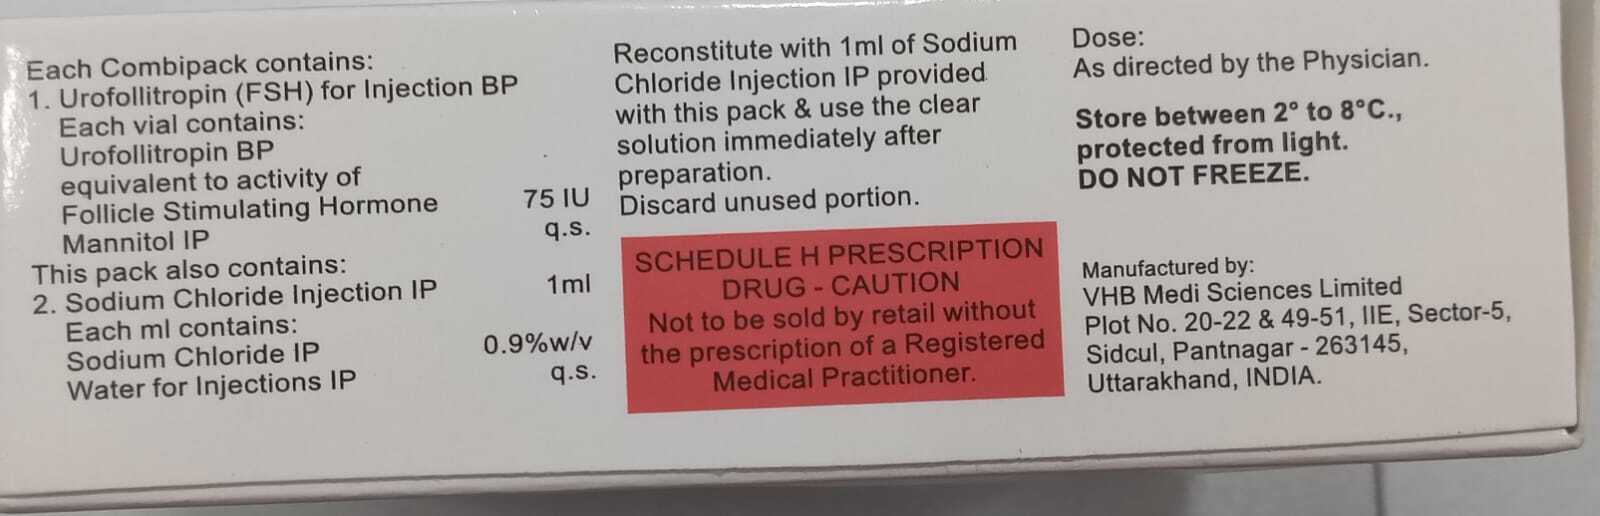 Each Combipack contains:
1. Urofollitropin (FSH) for Injection BP
Each vial contains:
Urofollitropin BP
equivalent to activity of
Follicle Stimulating Hormone 75 IU
Mannitol IP q.s.
This pack also contains:
2. Sodium Chloride Injection IP 1ml
Each ml contains:
Sodium Chloride IP 0.9%w/v
Water for Injections IP q.s.
Reconstitute with 1ml of Sodium
Chloride Injection IP provided
with this pack & use the clear
solution immediately after
preparation.
Discard unused portion.
SCHEDULE H PRESCRIPTION
DRUG - CAUTION
Not to be sold by retail without
the prescription of a Registered
Medical Practitioner.
Dose:
As directed by the Physician.
Store between 2° to 8°C.,
protected from light.
DO NOT FREEZE.
Manufactured by:
VHB Medi Sciences Limited
Plot No. 20-22 & 49-51, IIE, Sector-5,
Sidcul, Pantnagar - 263145,
Uttarakhand, INDIA.